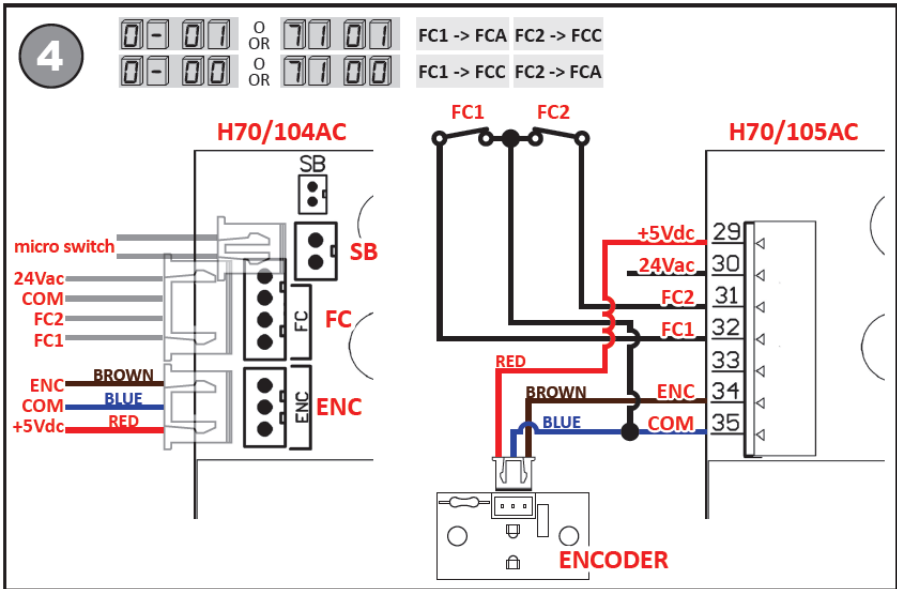 4
0- 01 O OR 71 01 FC1 -> FCA FC2 -> FCC
0- 00 O OR 71 00 FC1 -> FCC FC2 -> FCA
FC1 FC2
H70/104AC H70/105AC
SB
micro switch SB
24Vac
COM
FC2
FC1
FC FC
ENC BROWN
COM BLUE
+5Vdc RED
ENC ENC
+5Vdc 29
24Vac 30
FC2 31
FC1 32
33
RED
BROWN ENC 34
BLUE COM 35
ENCODER